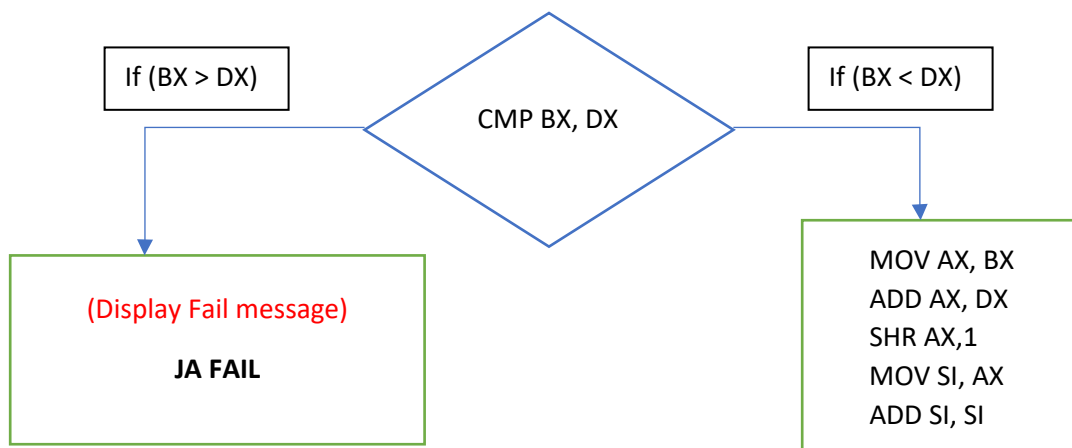 If (BX > DX)
CMP BX, DX
If (BX < DX)
(Display Fail message)
JA FAIL
MOV AX, BX
ADD AX, DX
SHR AX,1
MOV SI, AX
ADD SI, SI